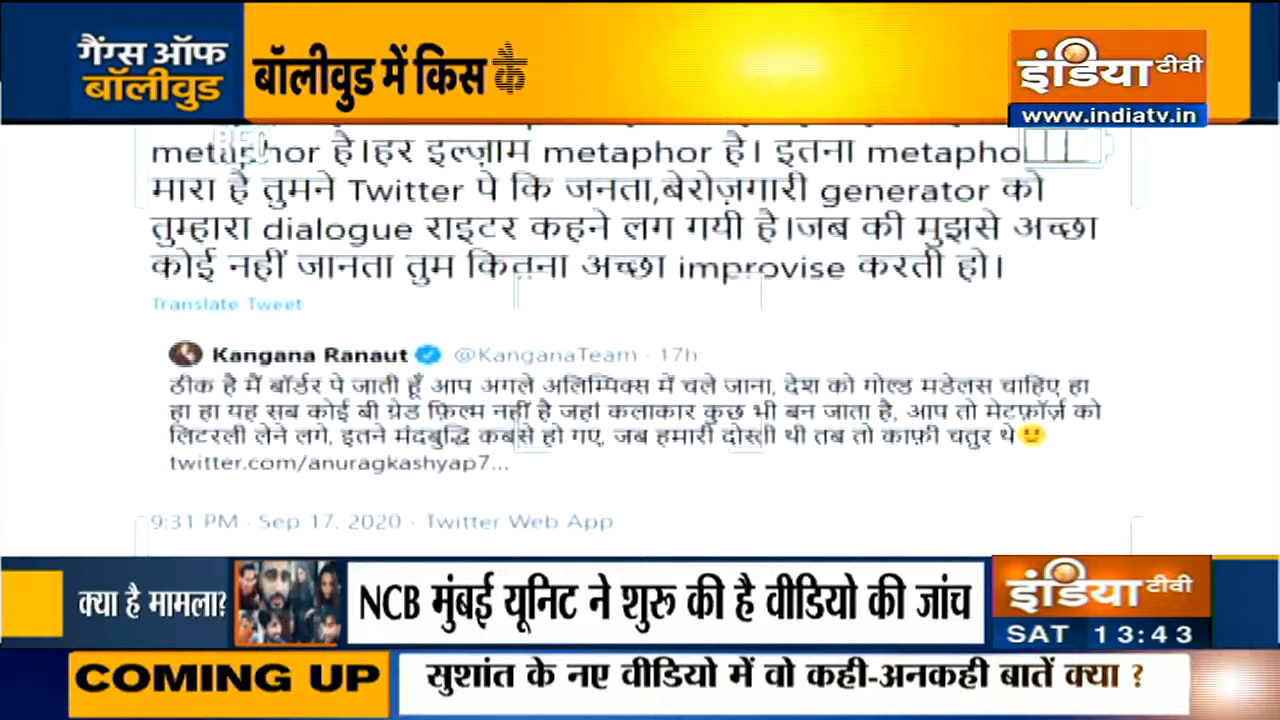 गैंग्स ऑफ
बॉलीवुड
बॉलीवुड में किस कै
इंडिया टीवी
www.indiatv.in
REC
metaphor है।हर इल्ज़ाम metaphor है। इतना metapho
मारा है तुमने Twitter पे कि जनता,बेरोज़गारी generator को
तुम्हारा dialogue राइटर कहने लग गयी है।जब की मुझसे अच्छा
कोई नहीं जानता तुम कितना अच्छा improvise करती हो।
Translate Tweet
Kangana Ranaut @KanganaTeam · 17h
ठीक है मैं बॉर्डर पे जाती हूँ आप अगले अलिम्पिक्स में चले जाना, देश को गोल्ड मडेलस चाहिए हा
हा हा यह सब कोई बी ग्रेड फ़िल्म नहीं है जहां कलाकार कुछ भी बन जाता है, आप तो मेटफ़ॉर्ज़ को
लिटरली लेने लगे, इतने मंदबुद्धि कबसे हो गए, जब हमारी दोस्ती थी तब तो काफ़ी चतुर थे🙂
twitter.com/anuragkashyap7...
9:31 PM · Sep 17, 2020 · Twitter Web App
क्या है मामला?
NCB मुंबई यूनिट ने शुरू की है वीडियो की जांच
इंडिया टीवी
SAT 13:43
COMING UP
सुशांत के नए वीडियो में वो कही-अनकही बातें क्या ?